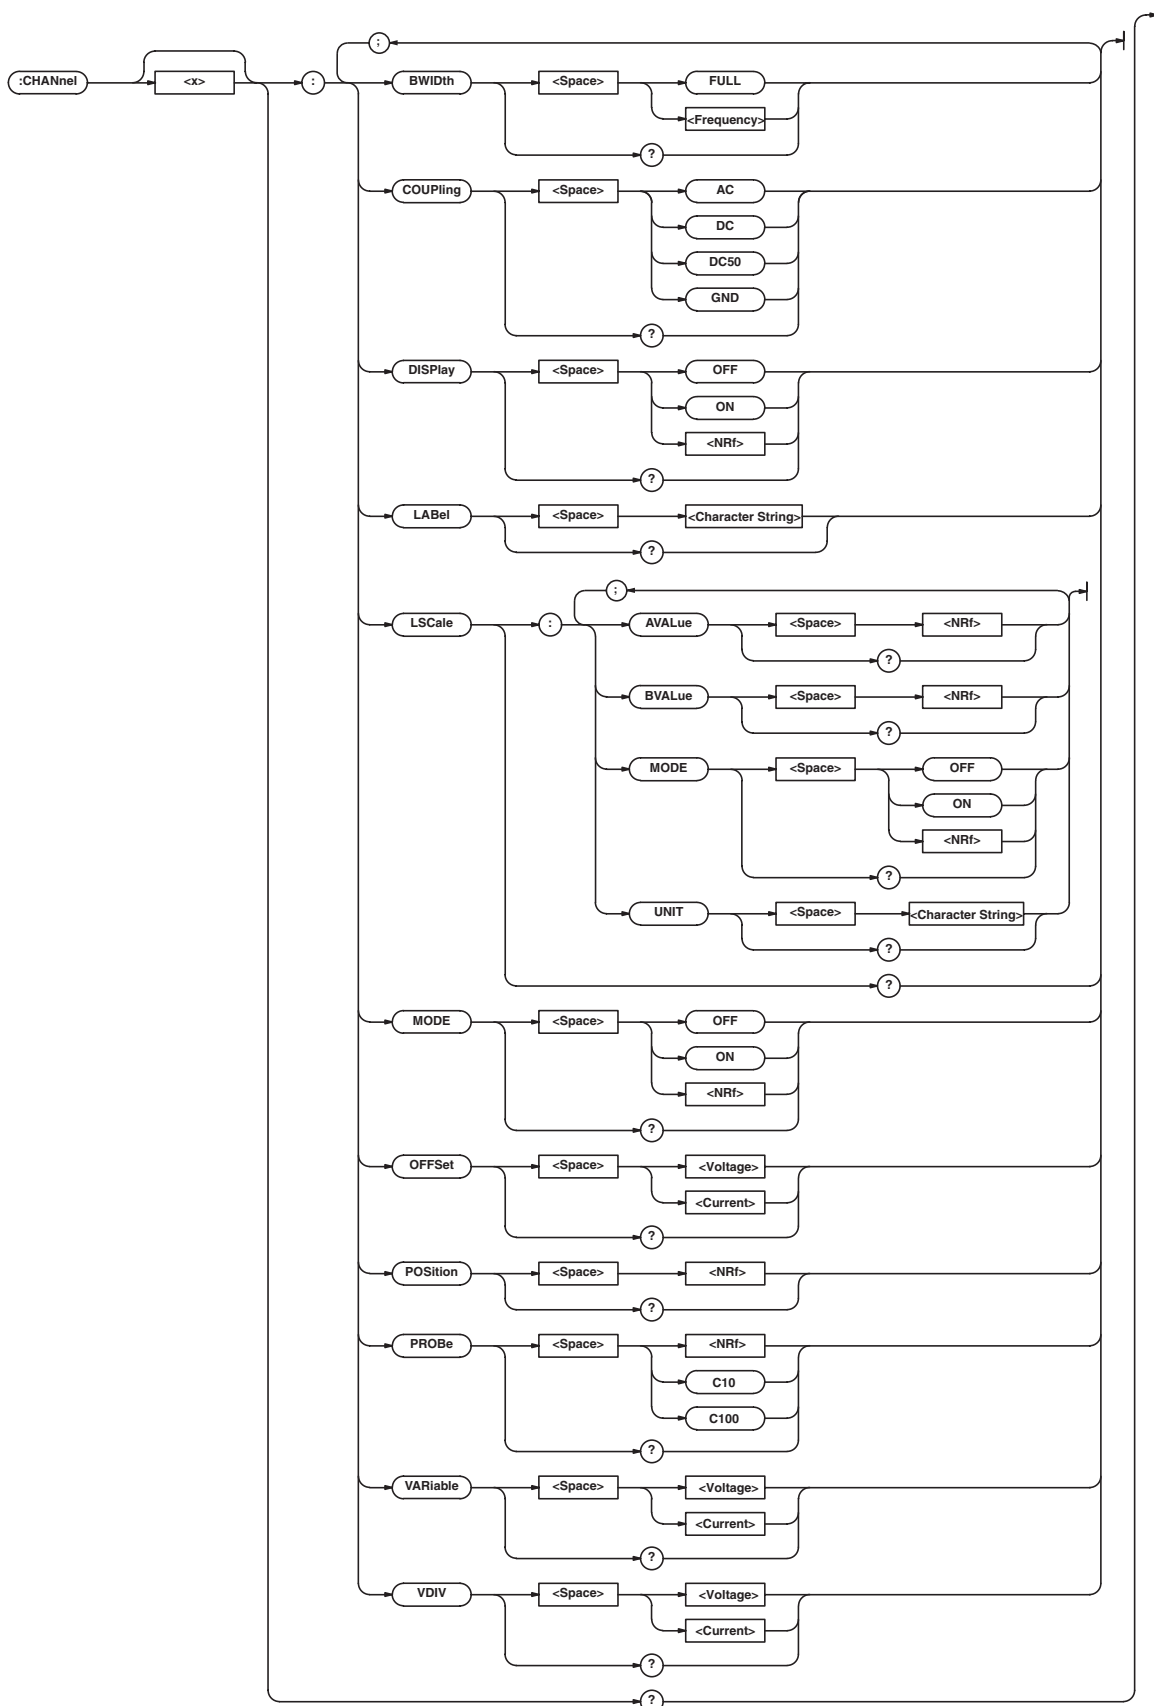 ;
:CHANnel <x> : BWIDth <Space> FULL
<Frequency>
?
COUPling <Space> AC
DC
DC50
GND
?
DISPlay <Space> OFF
ON
<NRf>
?
LABel <Space> <Character String>
?
;
LSCale : AVALue <Space> <NRf>
?
BVALue <Space> <NRf>
?
MODE <Space> OFF
ON
<NRf>
?
UNIT <Space> <Character String>
?
?
MODE <Space> OFF
ON
<NRf>
?
OFFSet <Space> <Voltage>
<Current>
?
POSition <Space> <NRf>
?
PROBe <Space> <NRf>
C10
C100
?
VARiable <Space> <Voltage>
<Current>
?
VDIV <Space> <Voltage>
<Current>
?
?